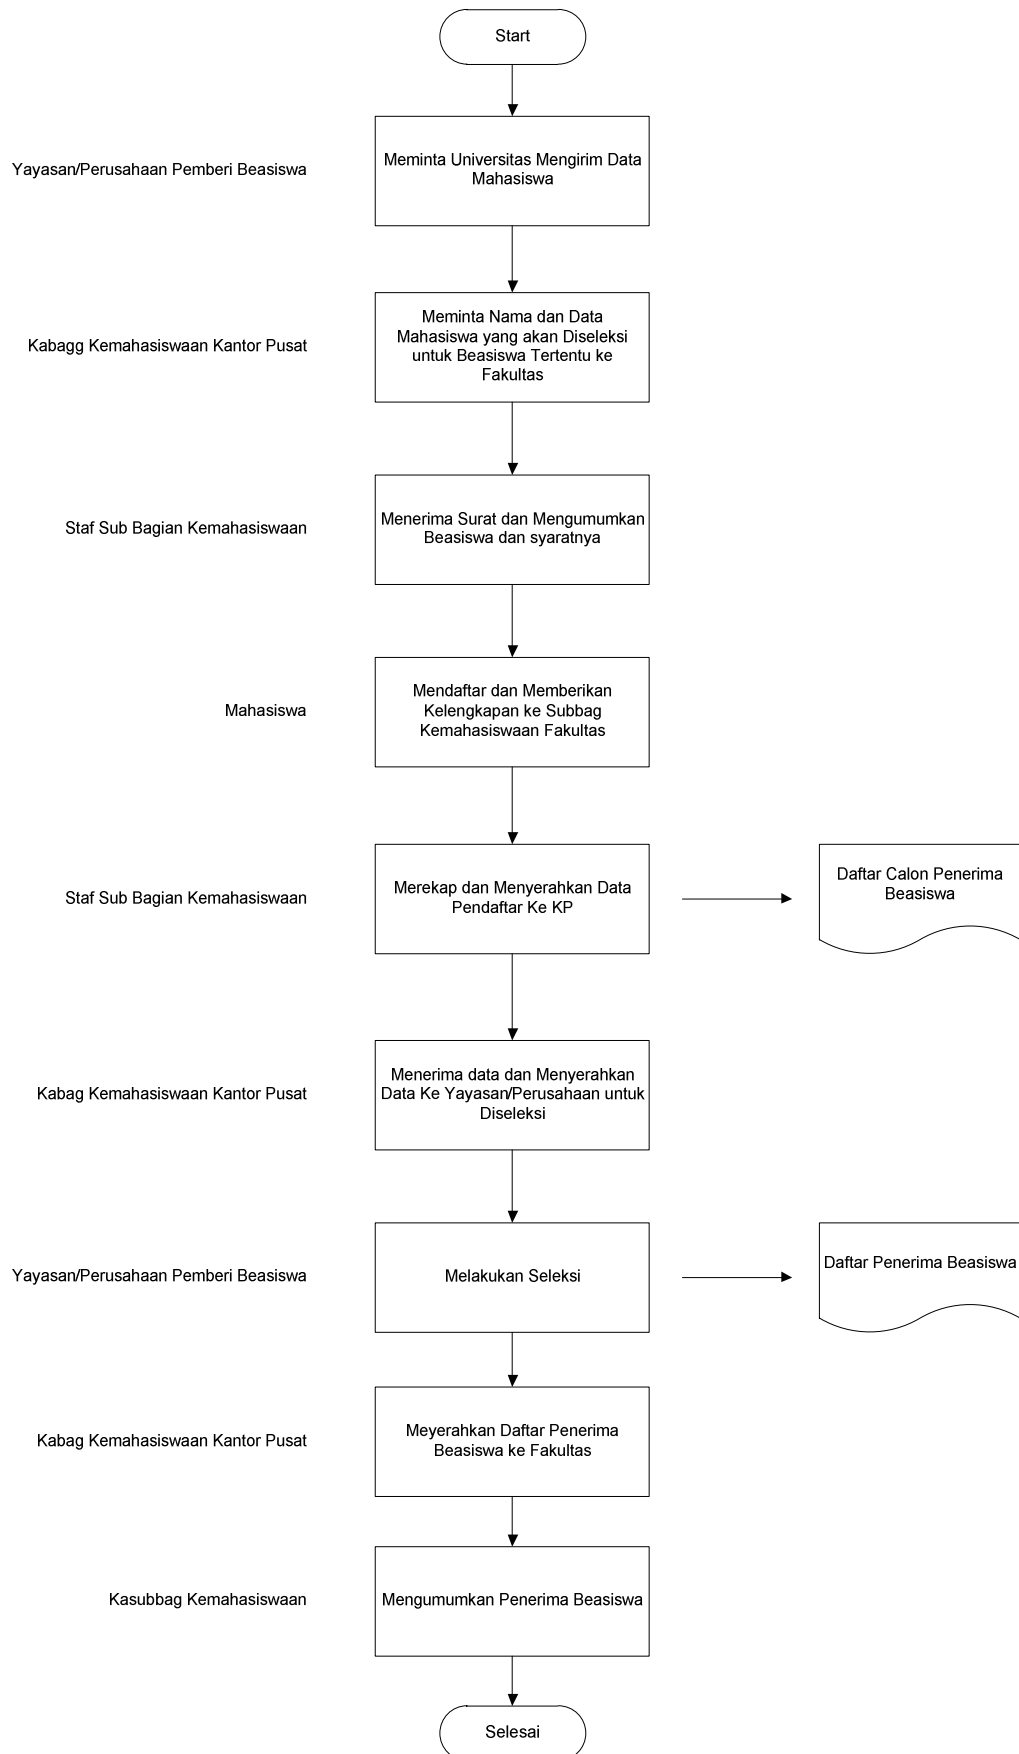 Start
Yayasan/Perusahaan Pemberi Beasiswa
Meminta Universitas Mengirim Data
Mahasiswa
Kabagg Kemahasiswaan Kantor Pusat
Meminta Nama dan Data
Mahasiswa yang akan Diseleksi
untuk Beasiswa Tertentu ke
Fakultas
Staf Sub Bagian Kemahasiswaan
Menerima Surat dan Mengumumkan
Beasiswa dan syaratnya
Mahasiswa
Mendaftar dan Memberikan
Kelengkapan ke Subbag
Kemahasiswaan Fakultas
Staf Sub Bagian Kemahasiswaan
Merekap dan Menyerahkan Data
Pendaftar Ke KP
Daftar Calon Penerima
Beasiswa
Kabag Kemahasiswaan Kantor Pusat
Menerima data dan Menyerahkan
Data Ke Yayasan/Perusahaan untuk
Diseleksi
Yayasan/Perusahaan Pemberi Beasiswa
Melakukan Seleksi
Daftar Penerima Beasiswa
Kabag Kemahasiswaan Kantor Pusat
Meyerahkan Daftar Penerima
Beasiswa ke Fakultas
Kasubbag Kemahasiswaan
Mengumumkan Penerima Beasiswa
Selesai